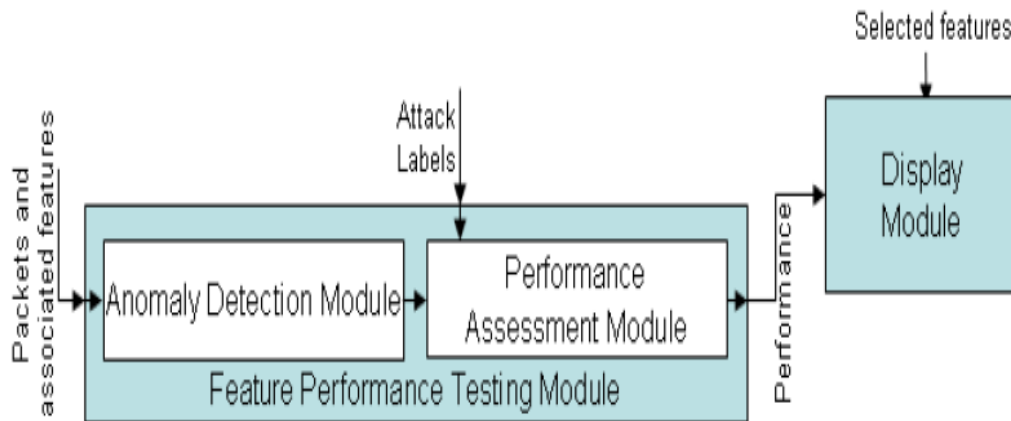 Selected features
Attack
Labels
Packets and
associated features
Display
Module
Anomaly Detection Module
Performance
Assessment Module
Performance
Feature Performance Testing Module